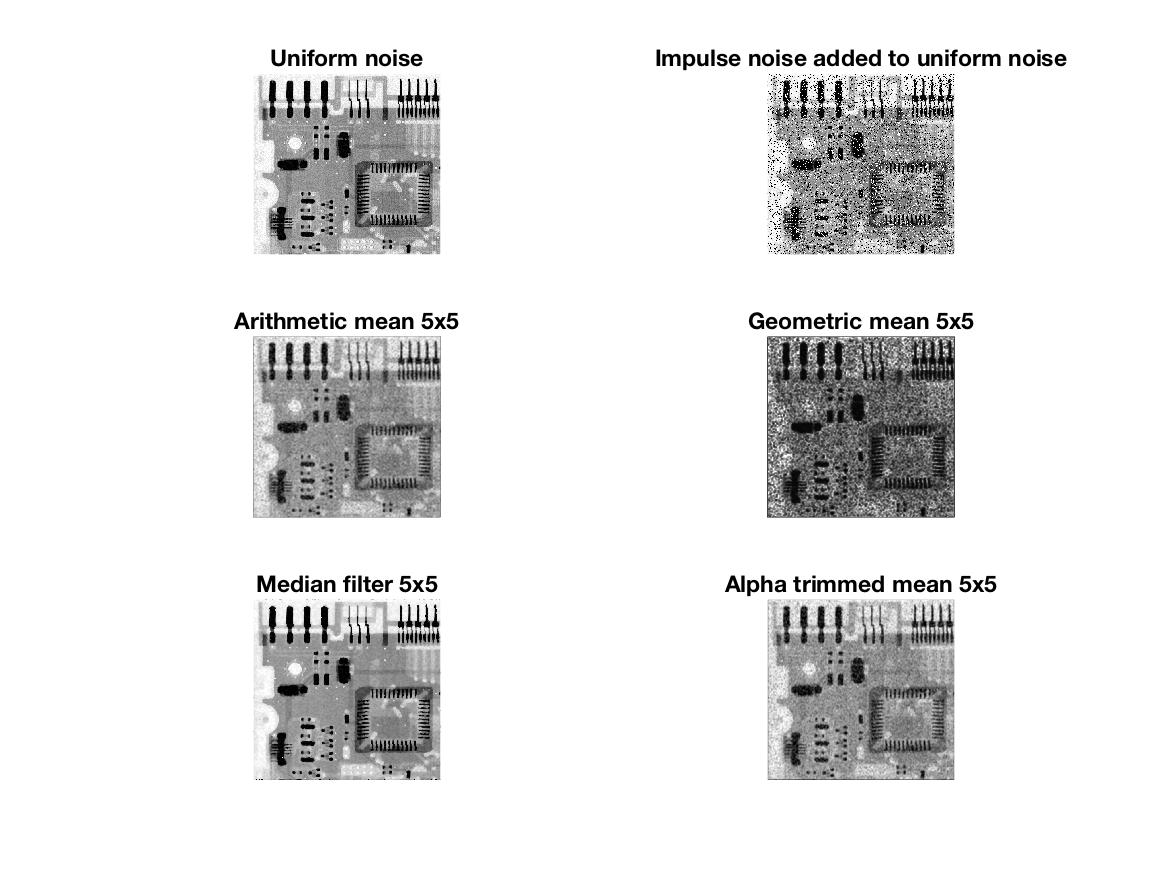 Uniform noise
Impulse noise added to uniform noise
Arithmetic mean 5x5
Geometric mean 5x5
Median filter 5x5
Alpha trimmed mean 5x5